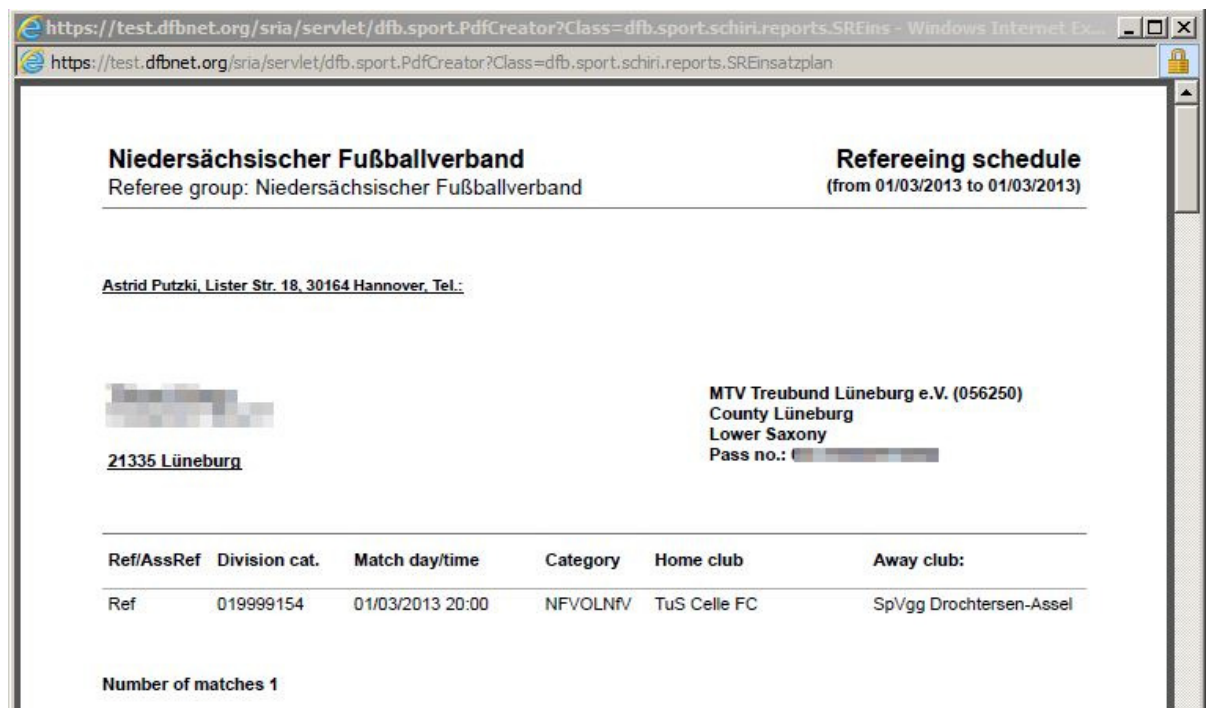 https://test.dfbnet.org/sria/servlet/dfb.sport.PdfCreator?Class=dfb.sport.schiri.reports.SREins - Windows Internet Ex...
https://test.dfbnet.org/sria/servlet/dfb.sport.PdfCreator?Class=dfb.sport.schiri.reports.SREinsatzplan
Niedersächsischer Fußballverband Refereeing schedule
Referee group: Niedersächsischer Fußballverband (from 01/03/2013 to 01/03/2013)
Astrid Putzki, Lister Str. 18, 30164 Hannover, Tel.:
MTV Treubund Lüneburg e.V. (056250)
County Lüneburg
Lower Saxony
21335 Lüneburg Pass no.:
Ref/AssRef Division cat. Match day/time Category Home club Away club:
Ref 019999154 01/03/2013 20:00 NFVOLNfV TuS Celle FC SpVgg Drochtersen-Assel
Number of matches 1